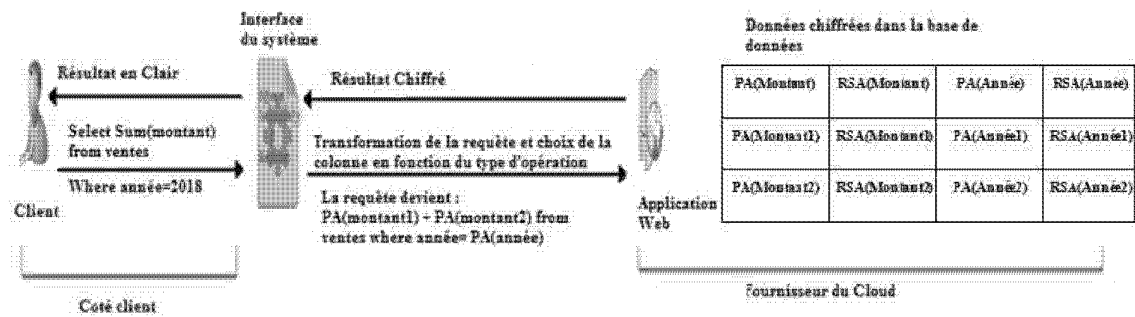 Interface
du système
Données chiffrées dans la base de
données
Résultat en Clair
Résultat Chiffré
PA(Montant) RSA(Montant) PA(Année) RSA(Année)
Select Sum(montant)
from ventes
Where année=2018
Transformation de la requête et choix de la
colonne en fonction du type d'opération
PA(Montant1) RSA(Montant1) PA(Année1) RSA(Année1)
La requête devient :
PA(montant1) + PA(montant2) from
ventes where année= PA(année)
PA(Montant2) RSA(Montant2) PA(Année2) RSA(Année2)
Client
Application
Web
Coté client
Fournisseur du Cloud